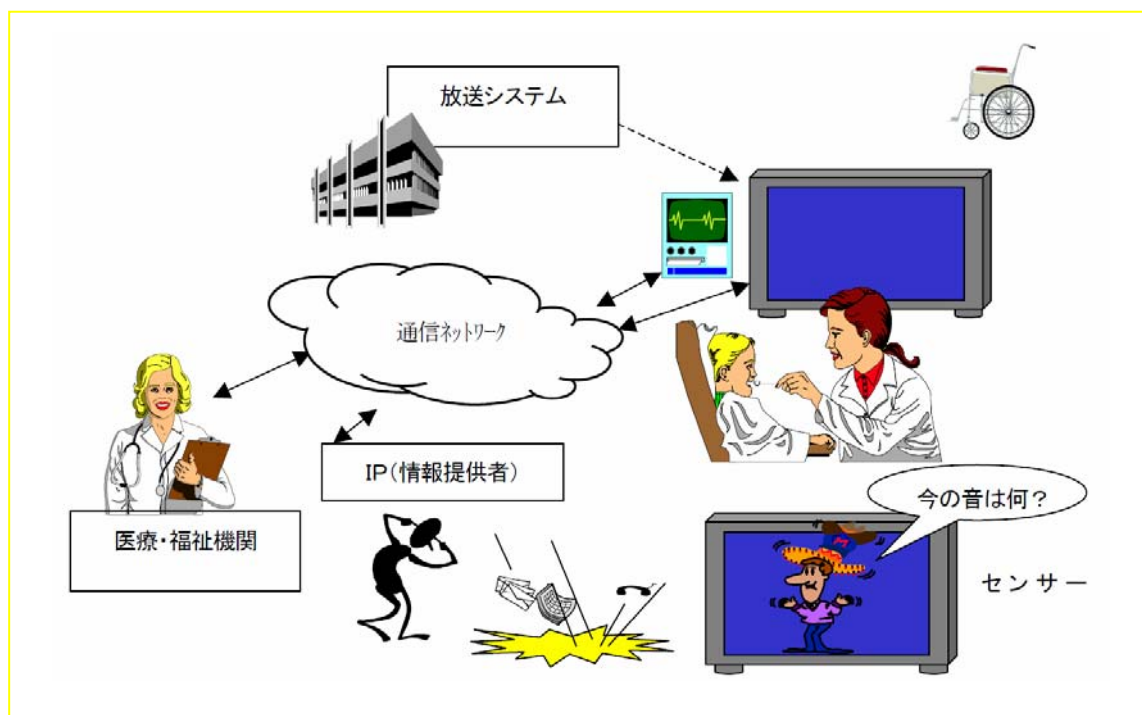 放送システム
通信ネットワーク
IP（情報提供者）
今の音は何？
医療・福祉機関
センサー